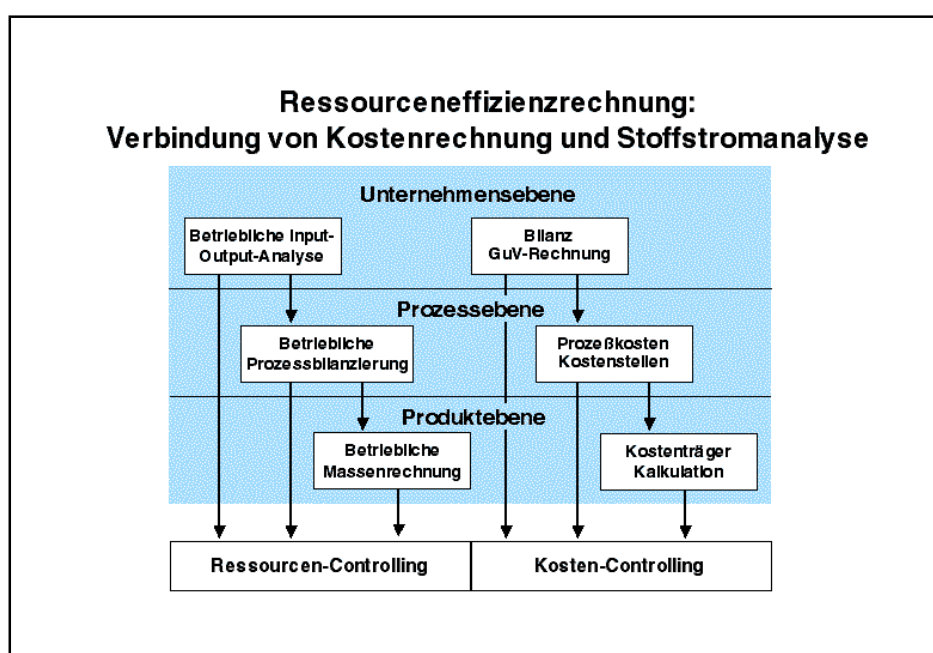 Ressourceneffizienzrechnung:
Verbindung von Kostenrechnung und Stoffstromanalyse
Unternehmensebene
Betriebliche Input-
Output-Analyse
Bilanz
GuV-Rechnung
Prozessebene
Betriebliche
Prozessbilanzierung
Prozeßkosten
Kostenstellen
Produktebene
Betriebliche
Massenrechnung
Kostenträger
Kalkulation
Ressourcen-Controlling
Kosten-Controlling